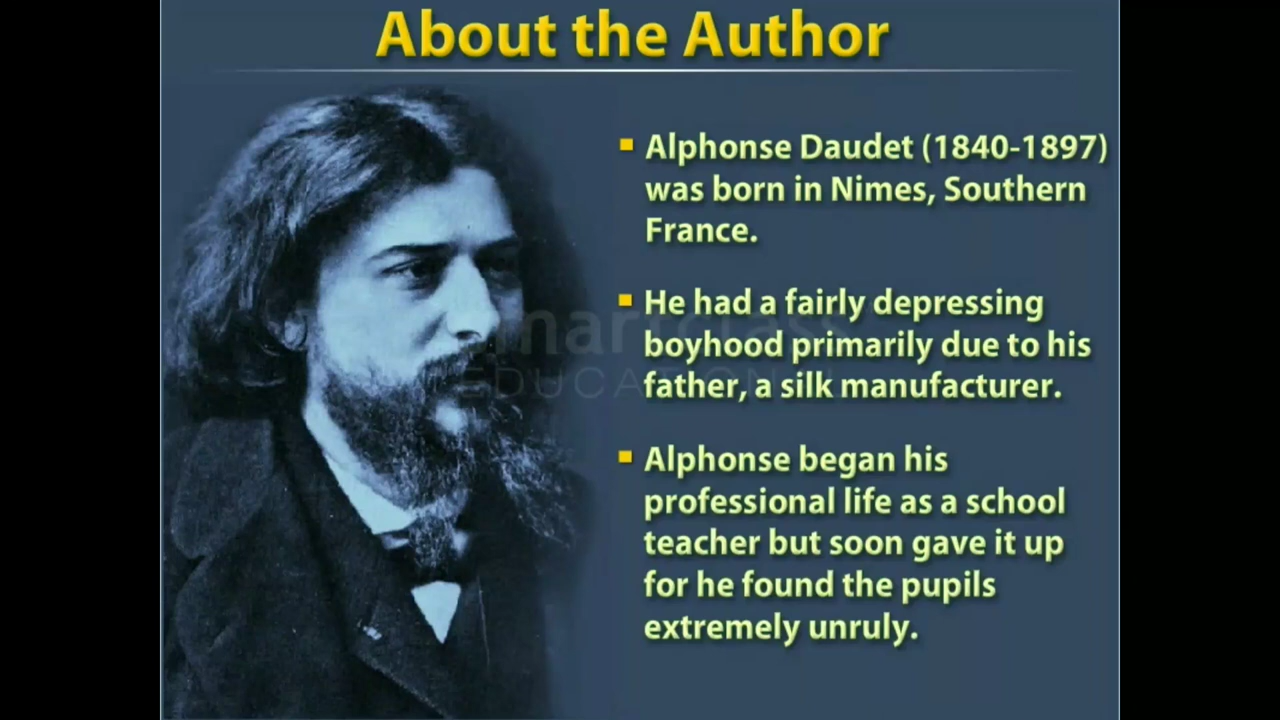 About the Author
Alphonse Daudet (1840-1897)
was born in Nimes, Southern
France.
He had a fairly depressing
boyhood primarily due to his
father, a silk manufacturer.
Alphonse began his
professional life as a school
teacher but soon gave it up
for he found the pupils
extremely unruly.
smartclass
EDUCATIONAL